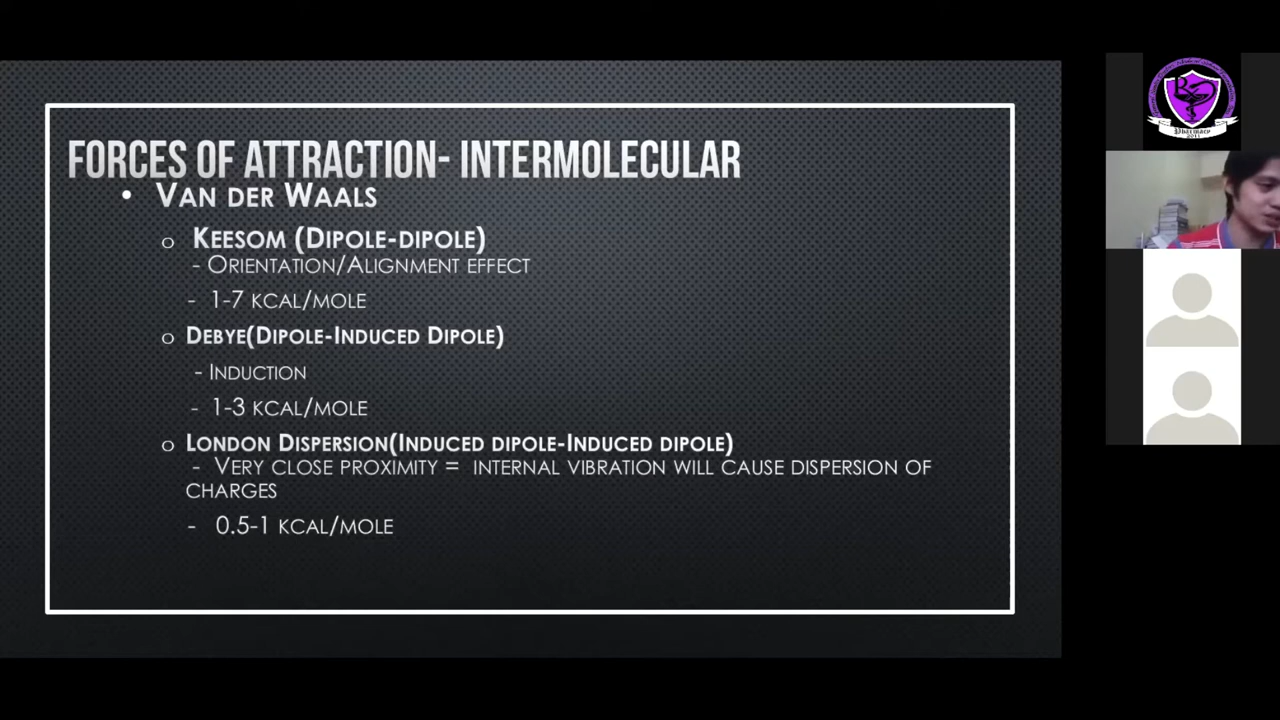 FORCES OF ATTRACTION- INTERMOLECULAR
• VAN DER WAALS
o KEESOM (DIPOLE-DIPOLE)
- ORIENTATION/ALIGNMENT EFFECT
- 1-7 KCAL/MOLE
o DEBYE(DIPOLE-INDUCED DIPOLE)
- INDUCTION
- 1-3 KCAL/MOLE
o LONDON DISPERSION(INDUCED DIPOLE-INDUCED DIPOLE)
- VERY CLOSE PROXIMITY = INTERNAL VIBRATION WILL CAUSE DISPERSION OF
CHARGES
- 0.5-1 KCAL/MOLE
Pharmacy
2011